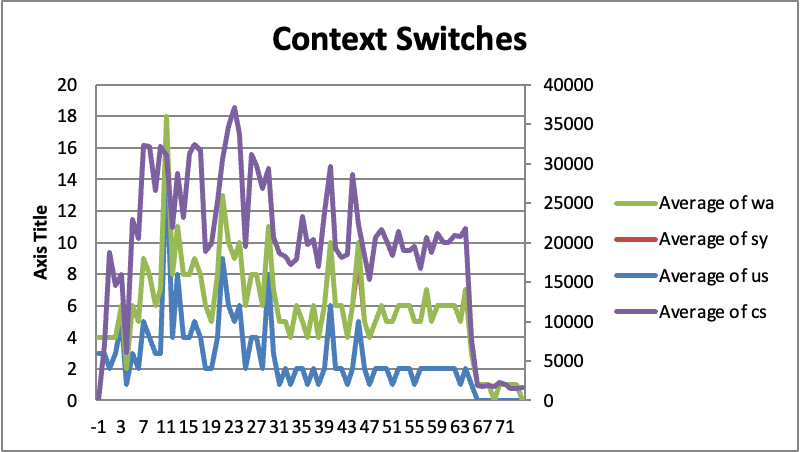 Context Switches
20 40000
18 35000
16 30000
14 25000
12 20000
10 15000
8 10000
6 5000
4 0
2
0
Axis Title
-1 3 7 11 15 19 23 27 31 35 39 43 47 51 55 59 63 67 71
Average of wa
Average of sy
Average of us
Average of cs